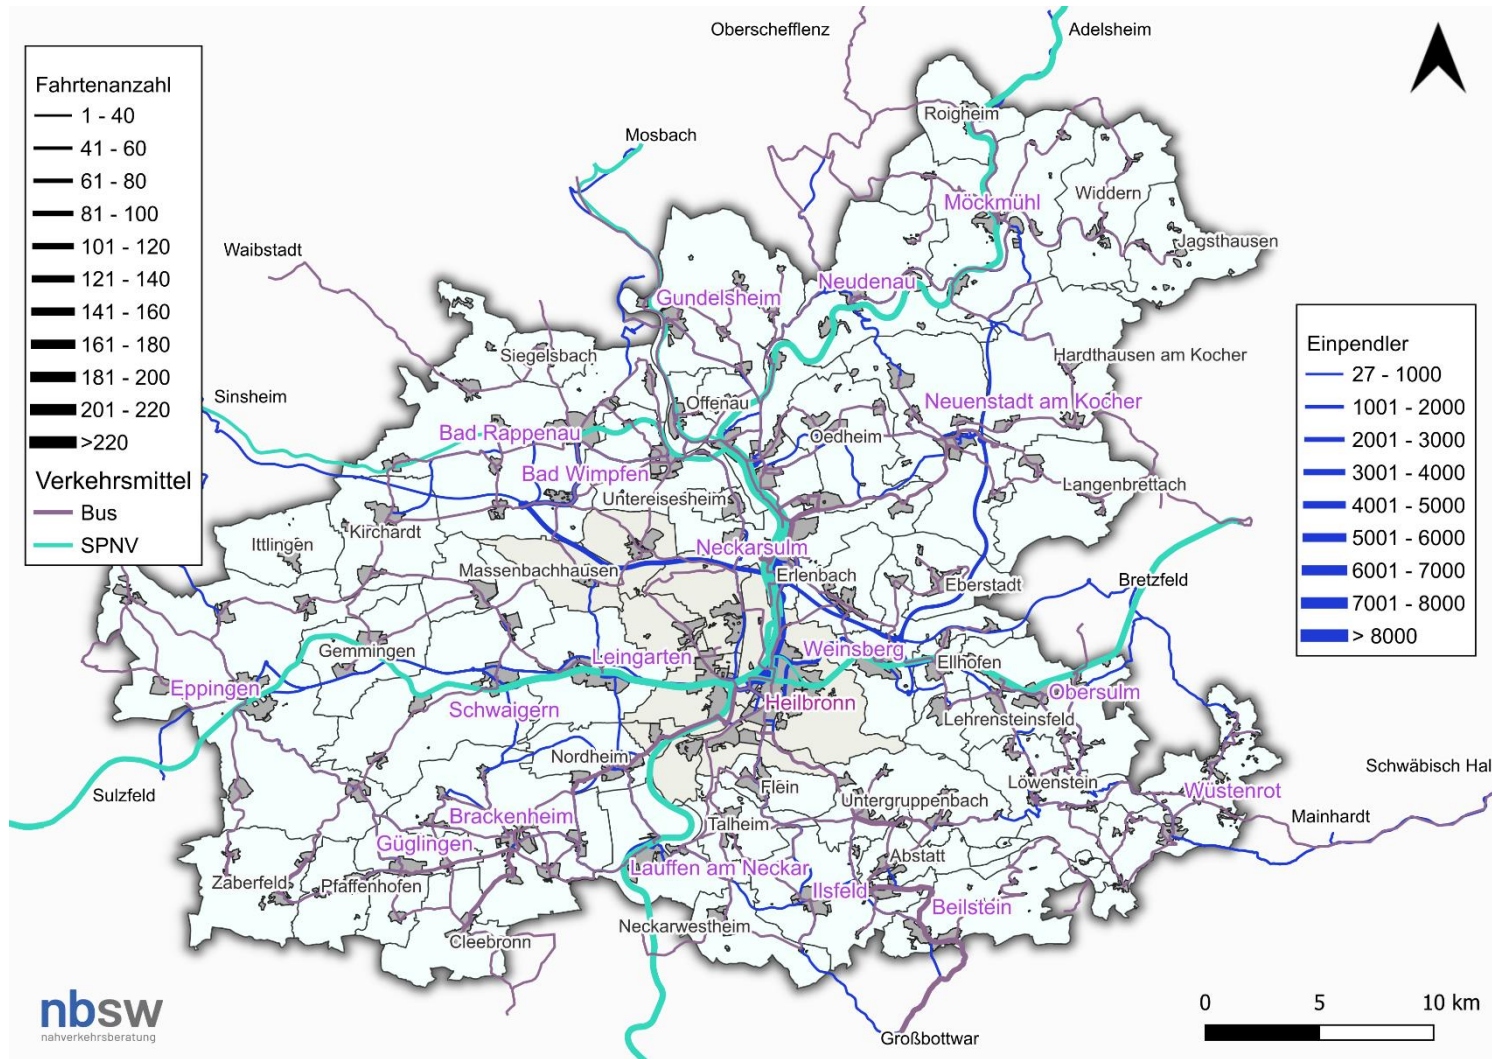 Oberschefflenz
Adelsheim
Fahrtenanzahl
1 - 40
41 - 60
61 - 80
81 - 100
101 - 120
121 - 140
141 - 160
161 - 180
181 - 200
201 - 220
>220
Verkehrsmittel
Bus
SPNV
Roigheim
Mosbach
Widdern
Möckmühl
Jagsthausen
Waibstadt
Neudenau
Gundelsheim
Einpendler
27 - 1000
1001 - 2000
2001 - 3000
3001 - 4000
4001 - 5000
5001 - 6000
6001 - 7000
7001 - 8000
> 8000
Siegelsbach
Hardthausen am Kocher
Sinsheim
Offenau
Neuenstadt am Kocher
Bad Rappenau
Oedheim
Bad Wimpfen
Untereisesheim
Langenbrettach
Kirchardt
Ittlingen
Neckarsulm
Massenbachhausen
Erlenbach
Eberstadt
Bretzfeld
Gemmingen
Leingarten
Weinsberg
Ellhofen
Eppingen
Obersulm
Schwaigern
Heilbronn
Lehrensteinsfeld
Nordheim
Schwäbisch Hal
Sulzfeld
Flein
Löwenstein
Wüstenrot
Untergruppenbach
Mainhardt
Brackenheim
Talheim
Güglingen
Abstatt
Lauffen am Neckar
Zaberfeld
Pfaffenhofen
Ilsfeld
Beilstein
Neckarwestheim
Cleebronn
nbsw
nahverkehrsberatung
0 5 10 km
Großbottwar